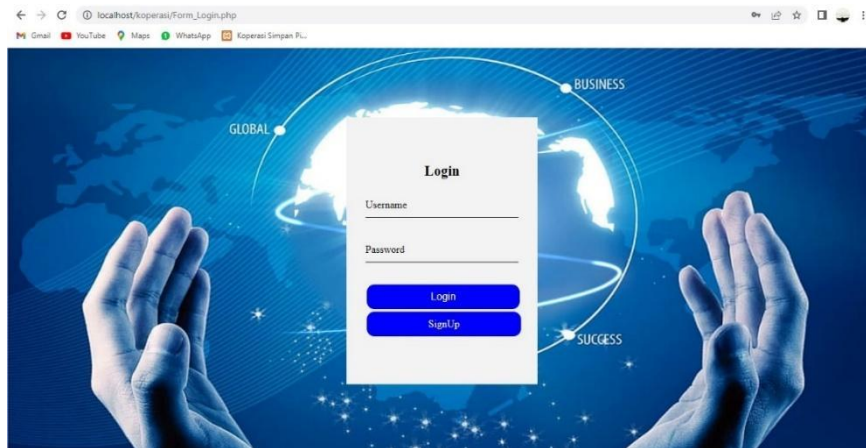 localhost/koperasi/Form_Login.php
Gmail YouTube Maps WhatsApp Koperasi Simpan Pi...
BUSINESS
GLOBAL
Login
Username
Password
Login
SignUp
SUCCESS